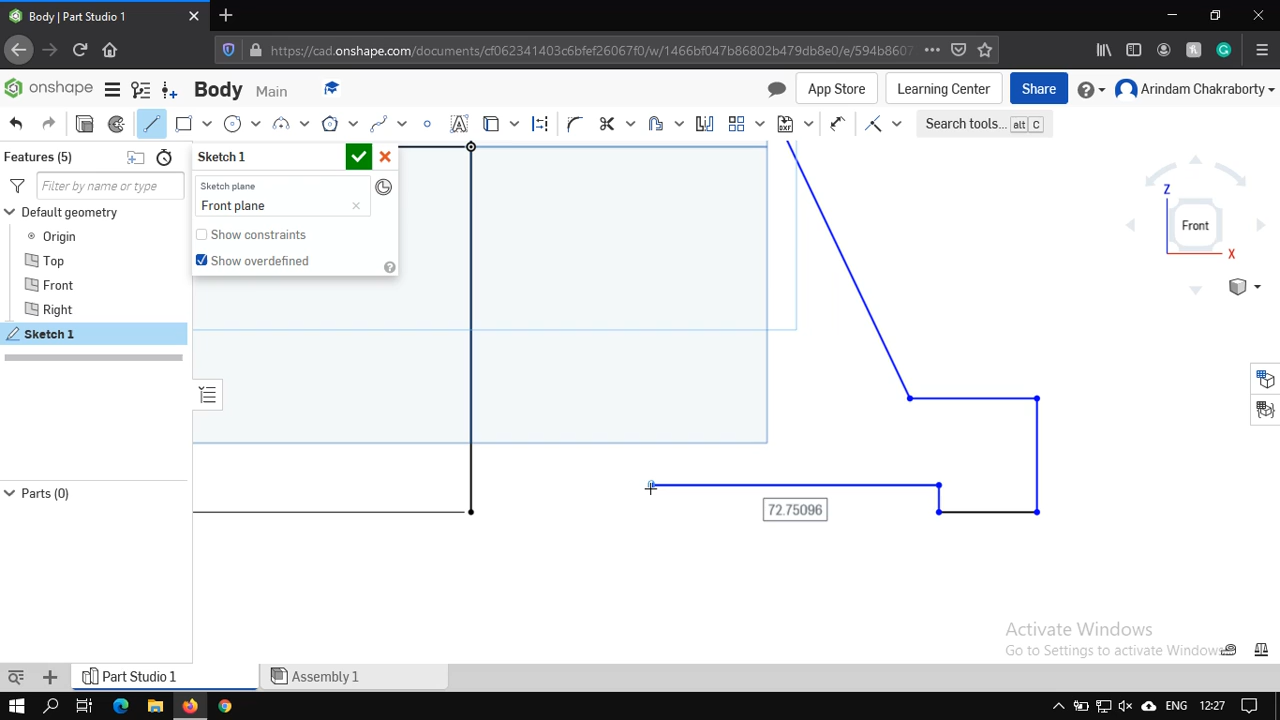 Body | Part Studio 1
https://cad.onshape.com/documents/cf062341403c6bfef26067f0/w/1466bf047b86802b479db8e0/e/594b8607
onshape
Body
Main
App Store
Learning Center
Share
Arindam Chakraborty
Search tools...
alt
C
Features (5)
Sketch 1
Filter by name or type
Sketch plane
Front plane
Default geometry
Show constraints
Origin
Show overdefined
Top
Front
Right
Sketch 1
Z
Front
X
72.75096
Parts (0)
Activate Windows
Go to Settings to activate Windows.
Part Studio 1
Assembly 1
ENG
12:27